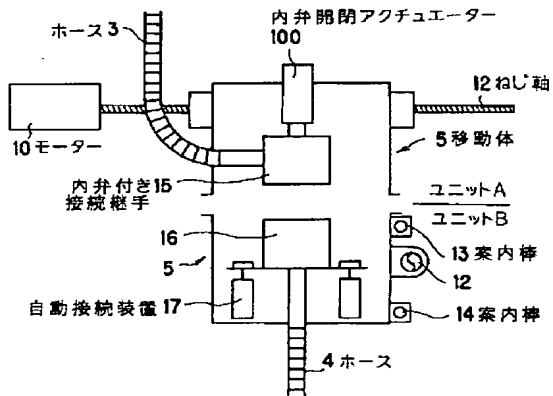 ホース3
内弁開閉アクチュエーター
100
12ねじ軸
10モーター
5移動体
内弁付き15
接続継手
ユニットA
ユニットB
16
13案内棒
5
12
自動接続装置17
14案内棒
4ホース